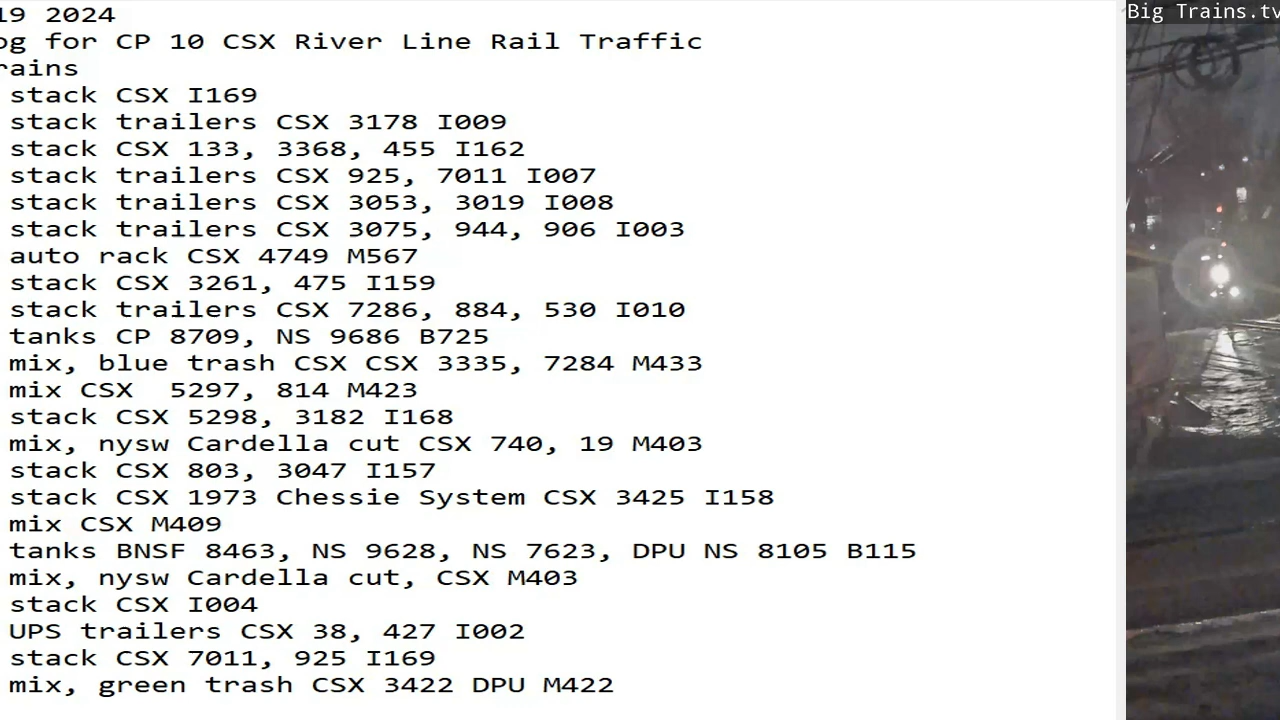 19 2024
og for CP 10 CSX River Line Rail Traffic
rains
stack CSX I169
stack trailers CSX 3178 I009
stack CSX 133, 3368, 455 I162
stack trailers CSX 925, 7011 I007
stack trailers CSX 3053, 3019 I008
stack trailers CSX 3075, 944, 906 I003
auto rack CSX 4749 M567
stack CSX 3261, 475 I159
stack trailers CSX 7286, 884, 530 I010
tanks CP 8709, NS 9686 B725
mix, blue trash CSX CSX 3335, 7284 M433
mix CSX  5297, 814 M423
stack CSX 5298, 3182 I168
mix, nysw Cardella cut CSX 740, 19 M403
stack CSX 803, 3047 I157
stack CSX 1973 Chessie System CSX 3425 I158
mix CSX M409
tanks BNSF 8463, NS 9628, NS 7623, DPU NS 8105 B115
mix, nysw Cardella cut, CSX M403
stack CSX I004
UPS trailers CSX 38, 427 I002
stack CSX 7011, 925 I169
mix, green trash CSX 3422 DPU M422
Big Trains.tv